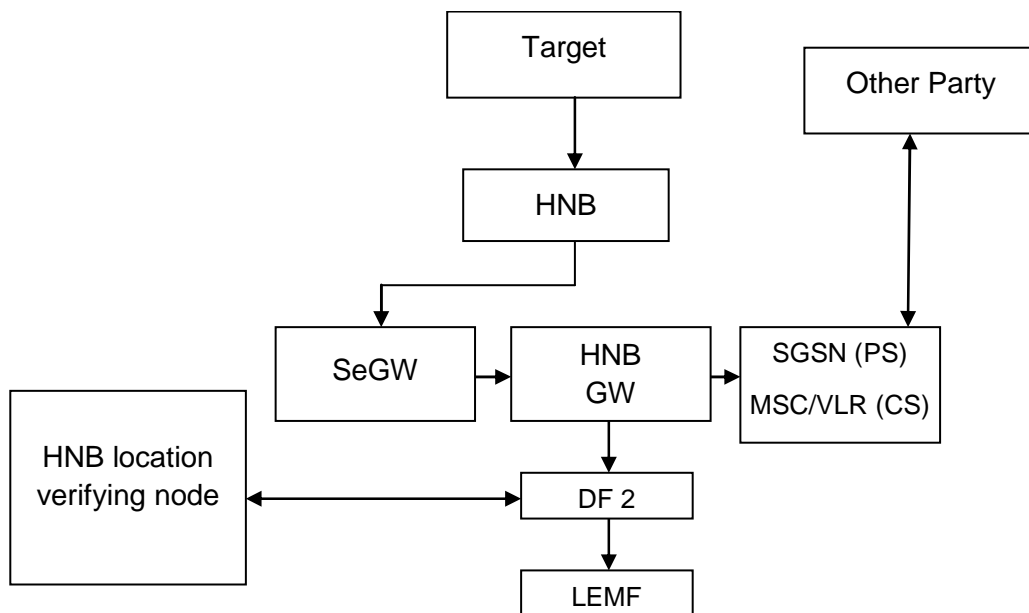 Target
Other Party
HNB
SeGW
HNB
GW
SGSN (PS)
MSC/VLR (CS)
HNB location
verifying node
DF 2
LEMF